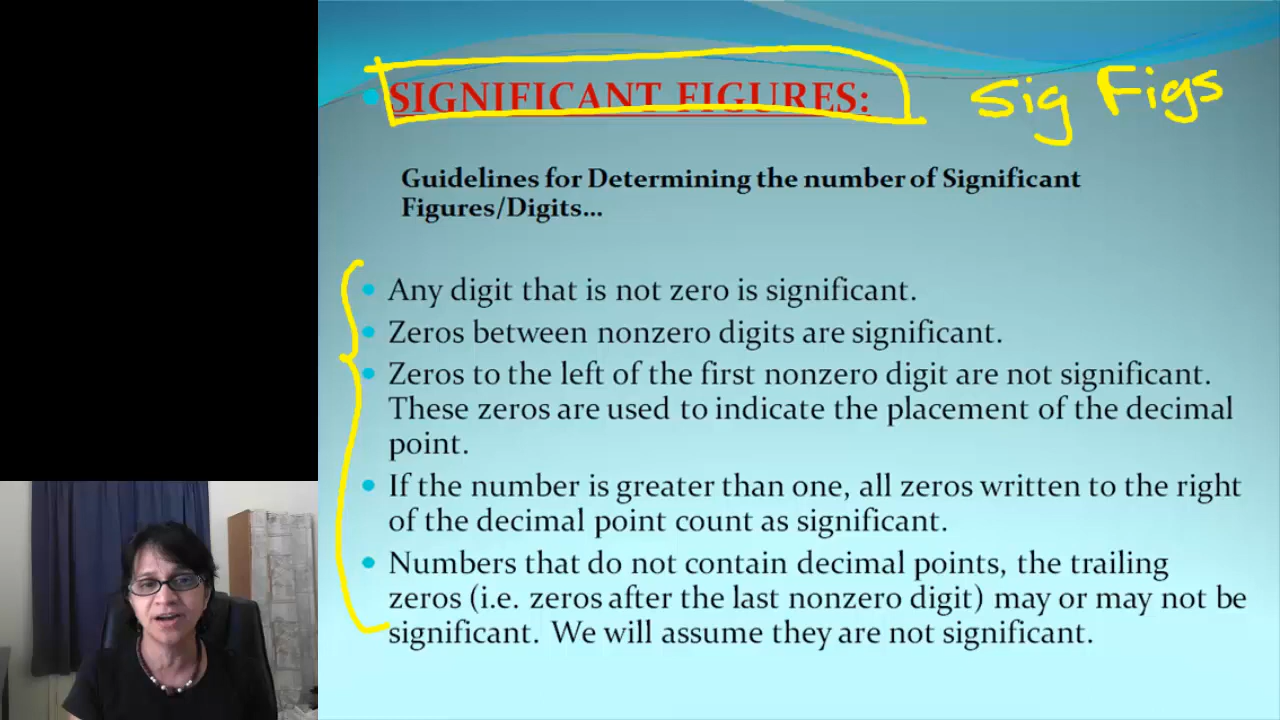 SIGNIFICANT FIGURES:
Sig Figs
Guidelines for Determining the number of Significant
Figures/Digits...
Any digit that is not zero is significant.
Zeros between nonzero digits are significant.
Zeros to the left of the first nonzero digit are not significant.
These zeros are used to indicate the placement of the decimal
point.
If the number is greater than one, all zeros written to the right
of the decimal point count as significant.
Numbers that do not contain decimal points, the trailing
zeros (i.e. zeros after the last nonzero digit) may or may not be
significant. We will assume they are not significant.